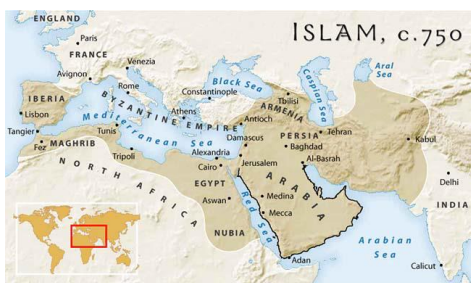 ISLAM, c.750
ENGLAND
Paris
FRANCE
Avignon
Venezia
Rome
IBERIA
Lisbon
Tangier
Fez
MAGHRIB
Tunis
Tripoli
Mediterranean Sea
BYZANTINE EMPIRE
Constantinople
Athens
Black Sea
Tbilisi
ARMENIA
Caspian Sea
Aral
Sea
Antioch
Damascus
Jerusalem
Alexandria
Cairo
EGYPT
Aswan
NORTH AFRICA
NUBIA
Red Sea
PERSIA
Tehran
Baghdad
Al-Basrah
ARABIA
Medina
Mecca
Adan
Kabul
Delhi
INDIA
Arabian
Sea
Calicut